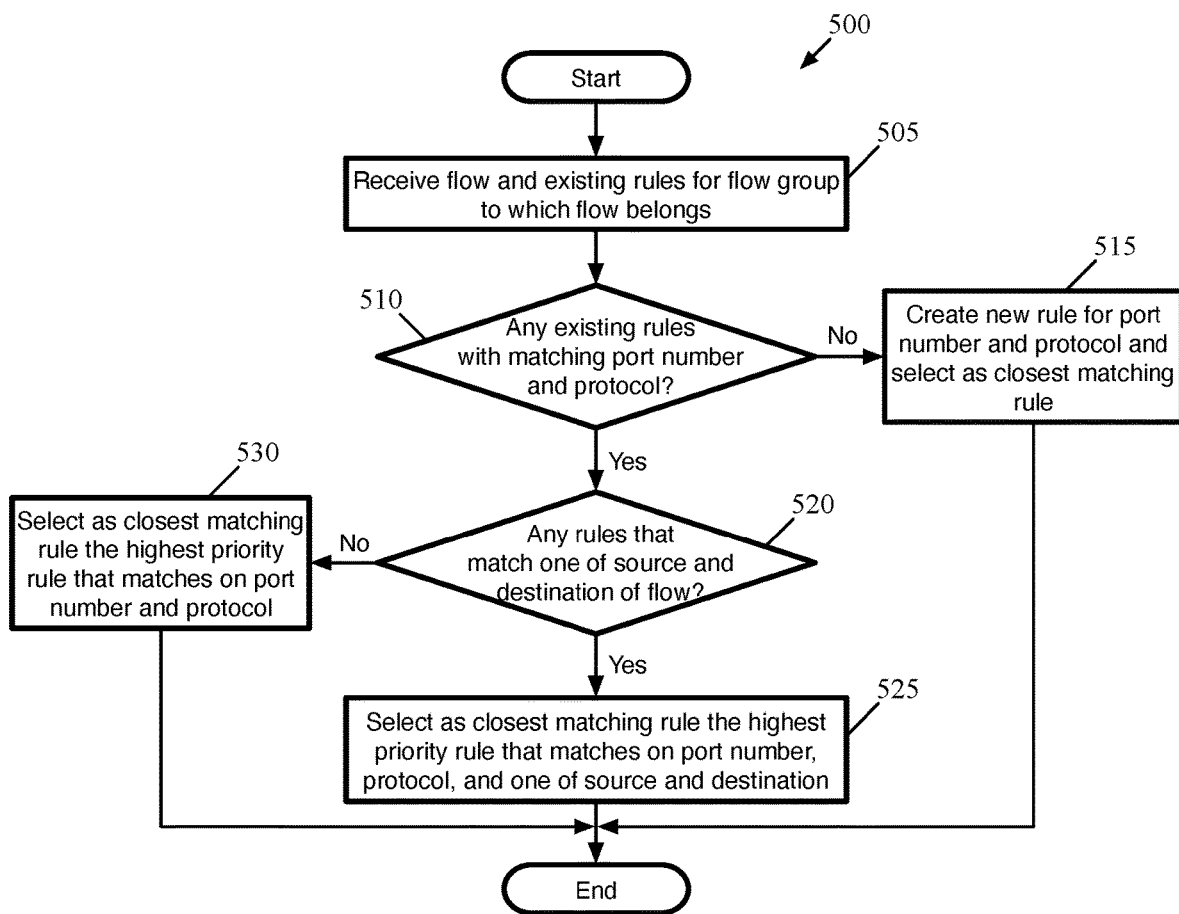 500
Start
505
Receive flow and existing rules for flow group
to which flow belongs
510
Any existing rules
with matching port number
and protocol?
No
515
Create new rule for port
number and protocol and
select as closest matching
rule
Yes
530
Select as closest matching
rule the highest priority
rule that matches on port
number and protocol
No
520
Any rules that
match one of source and
destination of flow?
Yes
525
Select as closest matching rule the highest
priority rule that matches on port number,
protocol, and one of source and destination
End